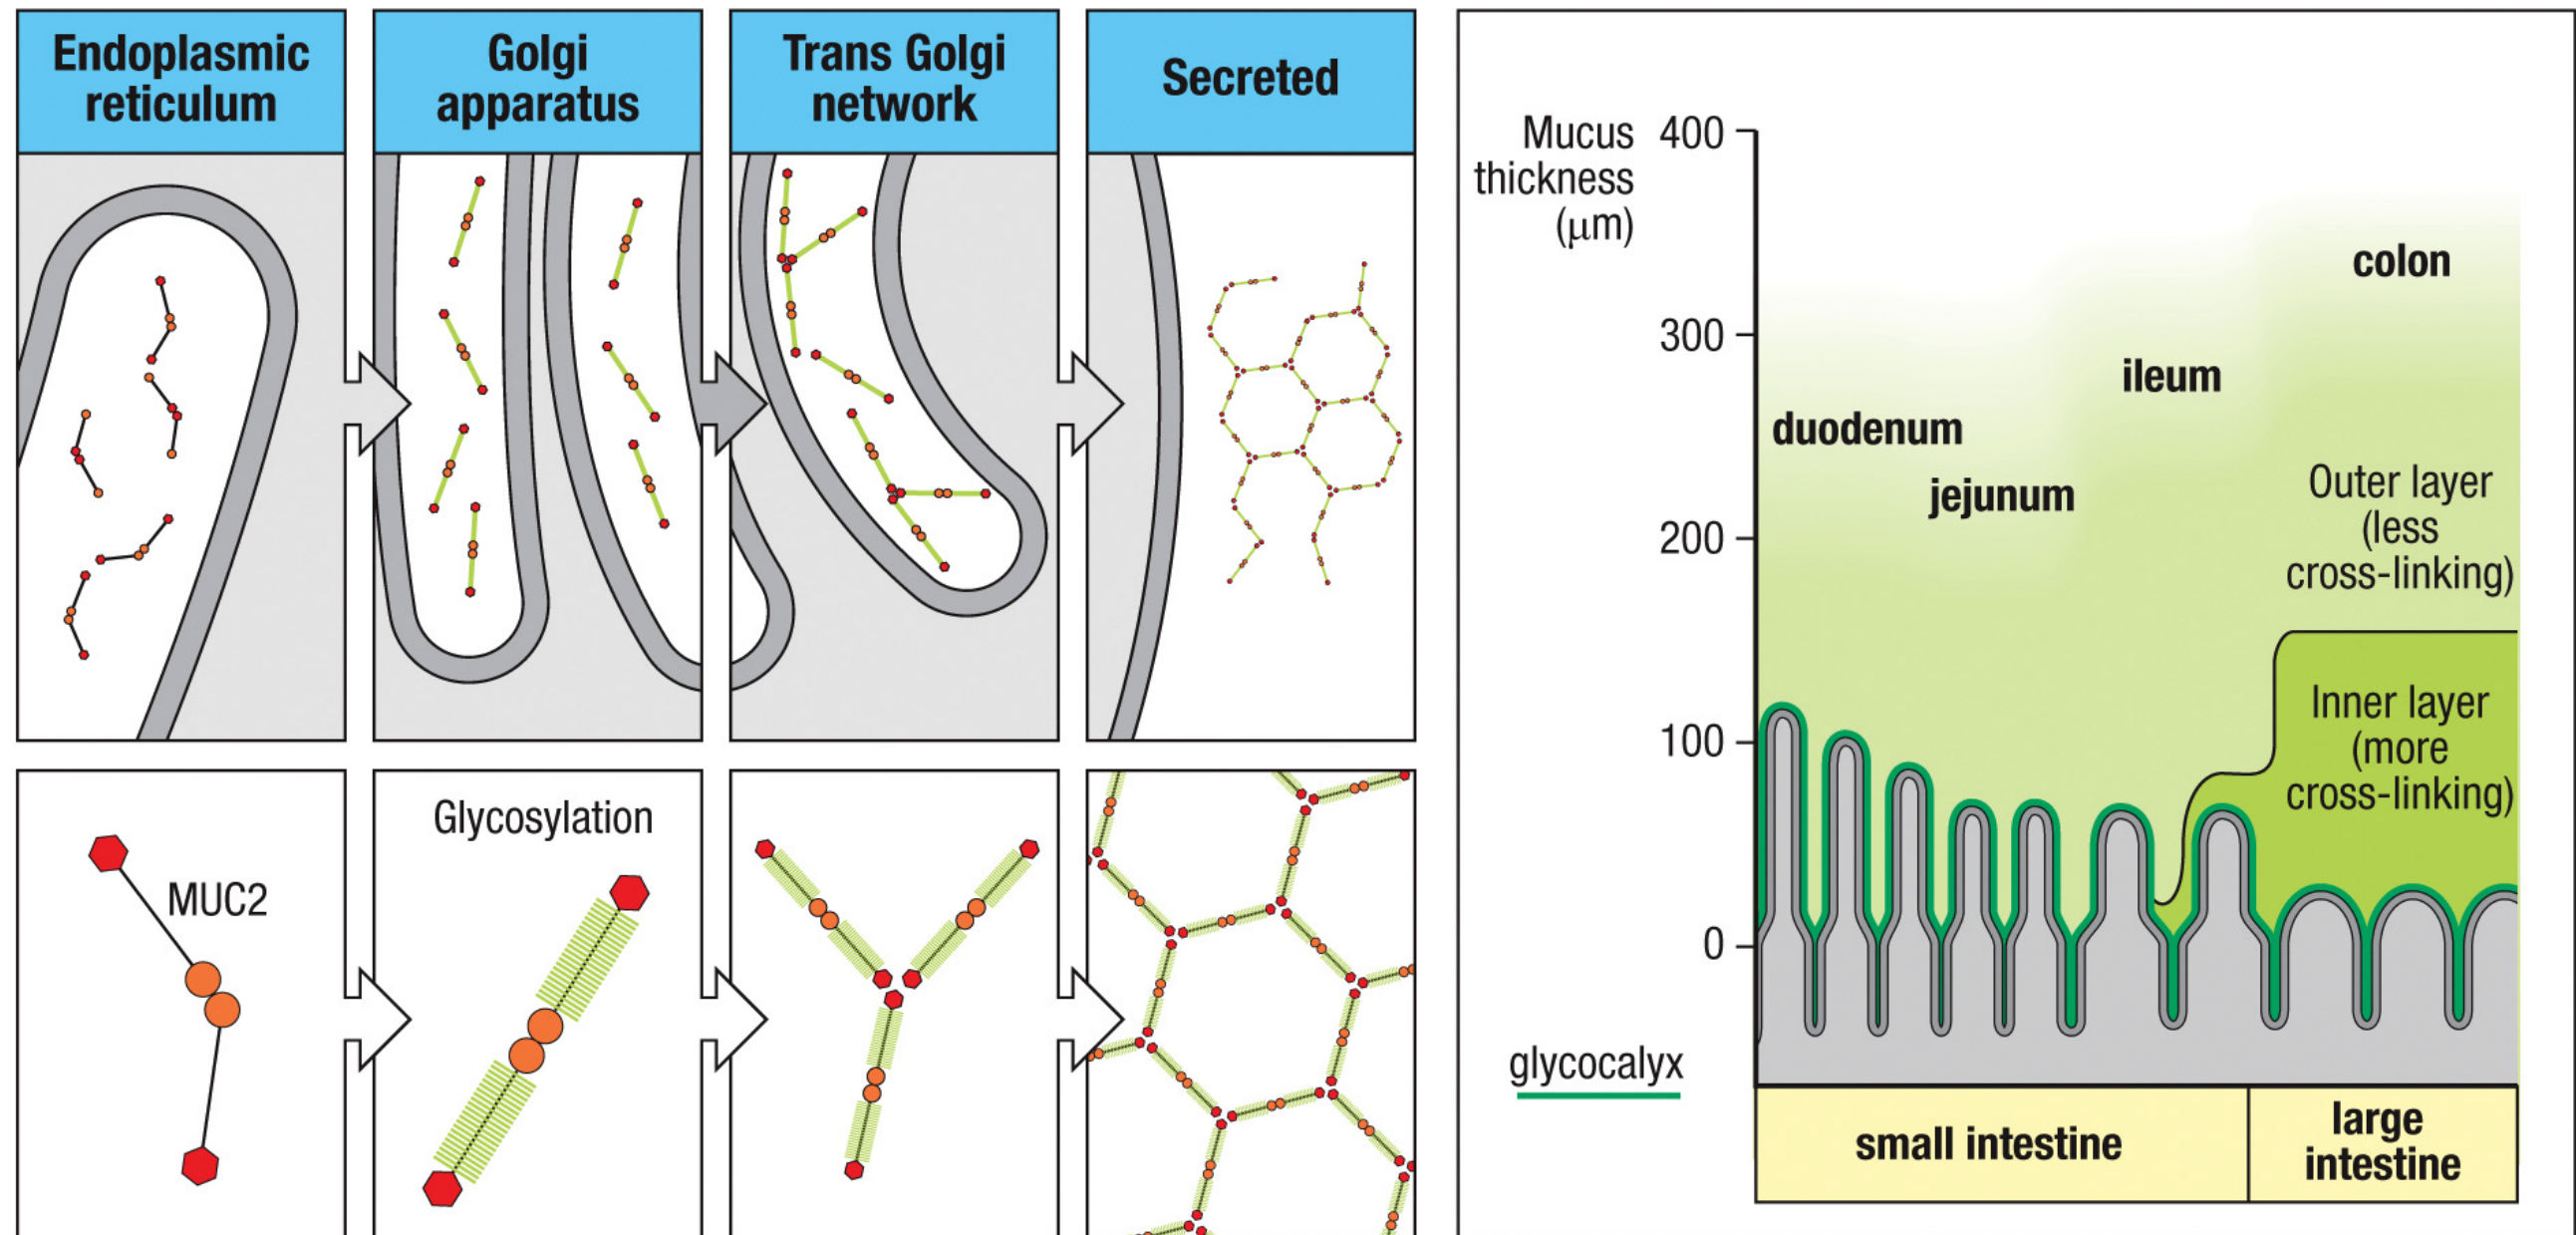 Endoplasmic
reticulum
Golgi
apparatus
Trans Golgi
network
Secreted
MUC2
Glycosylation
Mucus
thickness
(μm)
400
300
200
100
0
duodenum
jejunum
ileum
colon
Outer layer
(less
cross-linking)
Inner layer
(more
cross-linking)
glycocalyx
small intestine
large
intestine